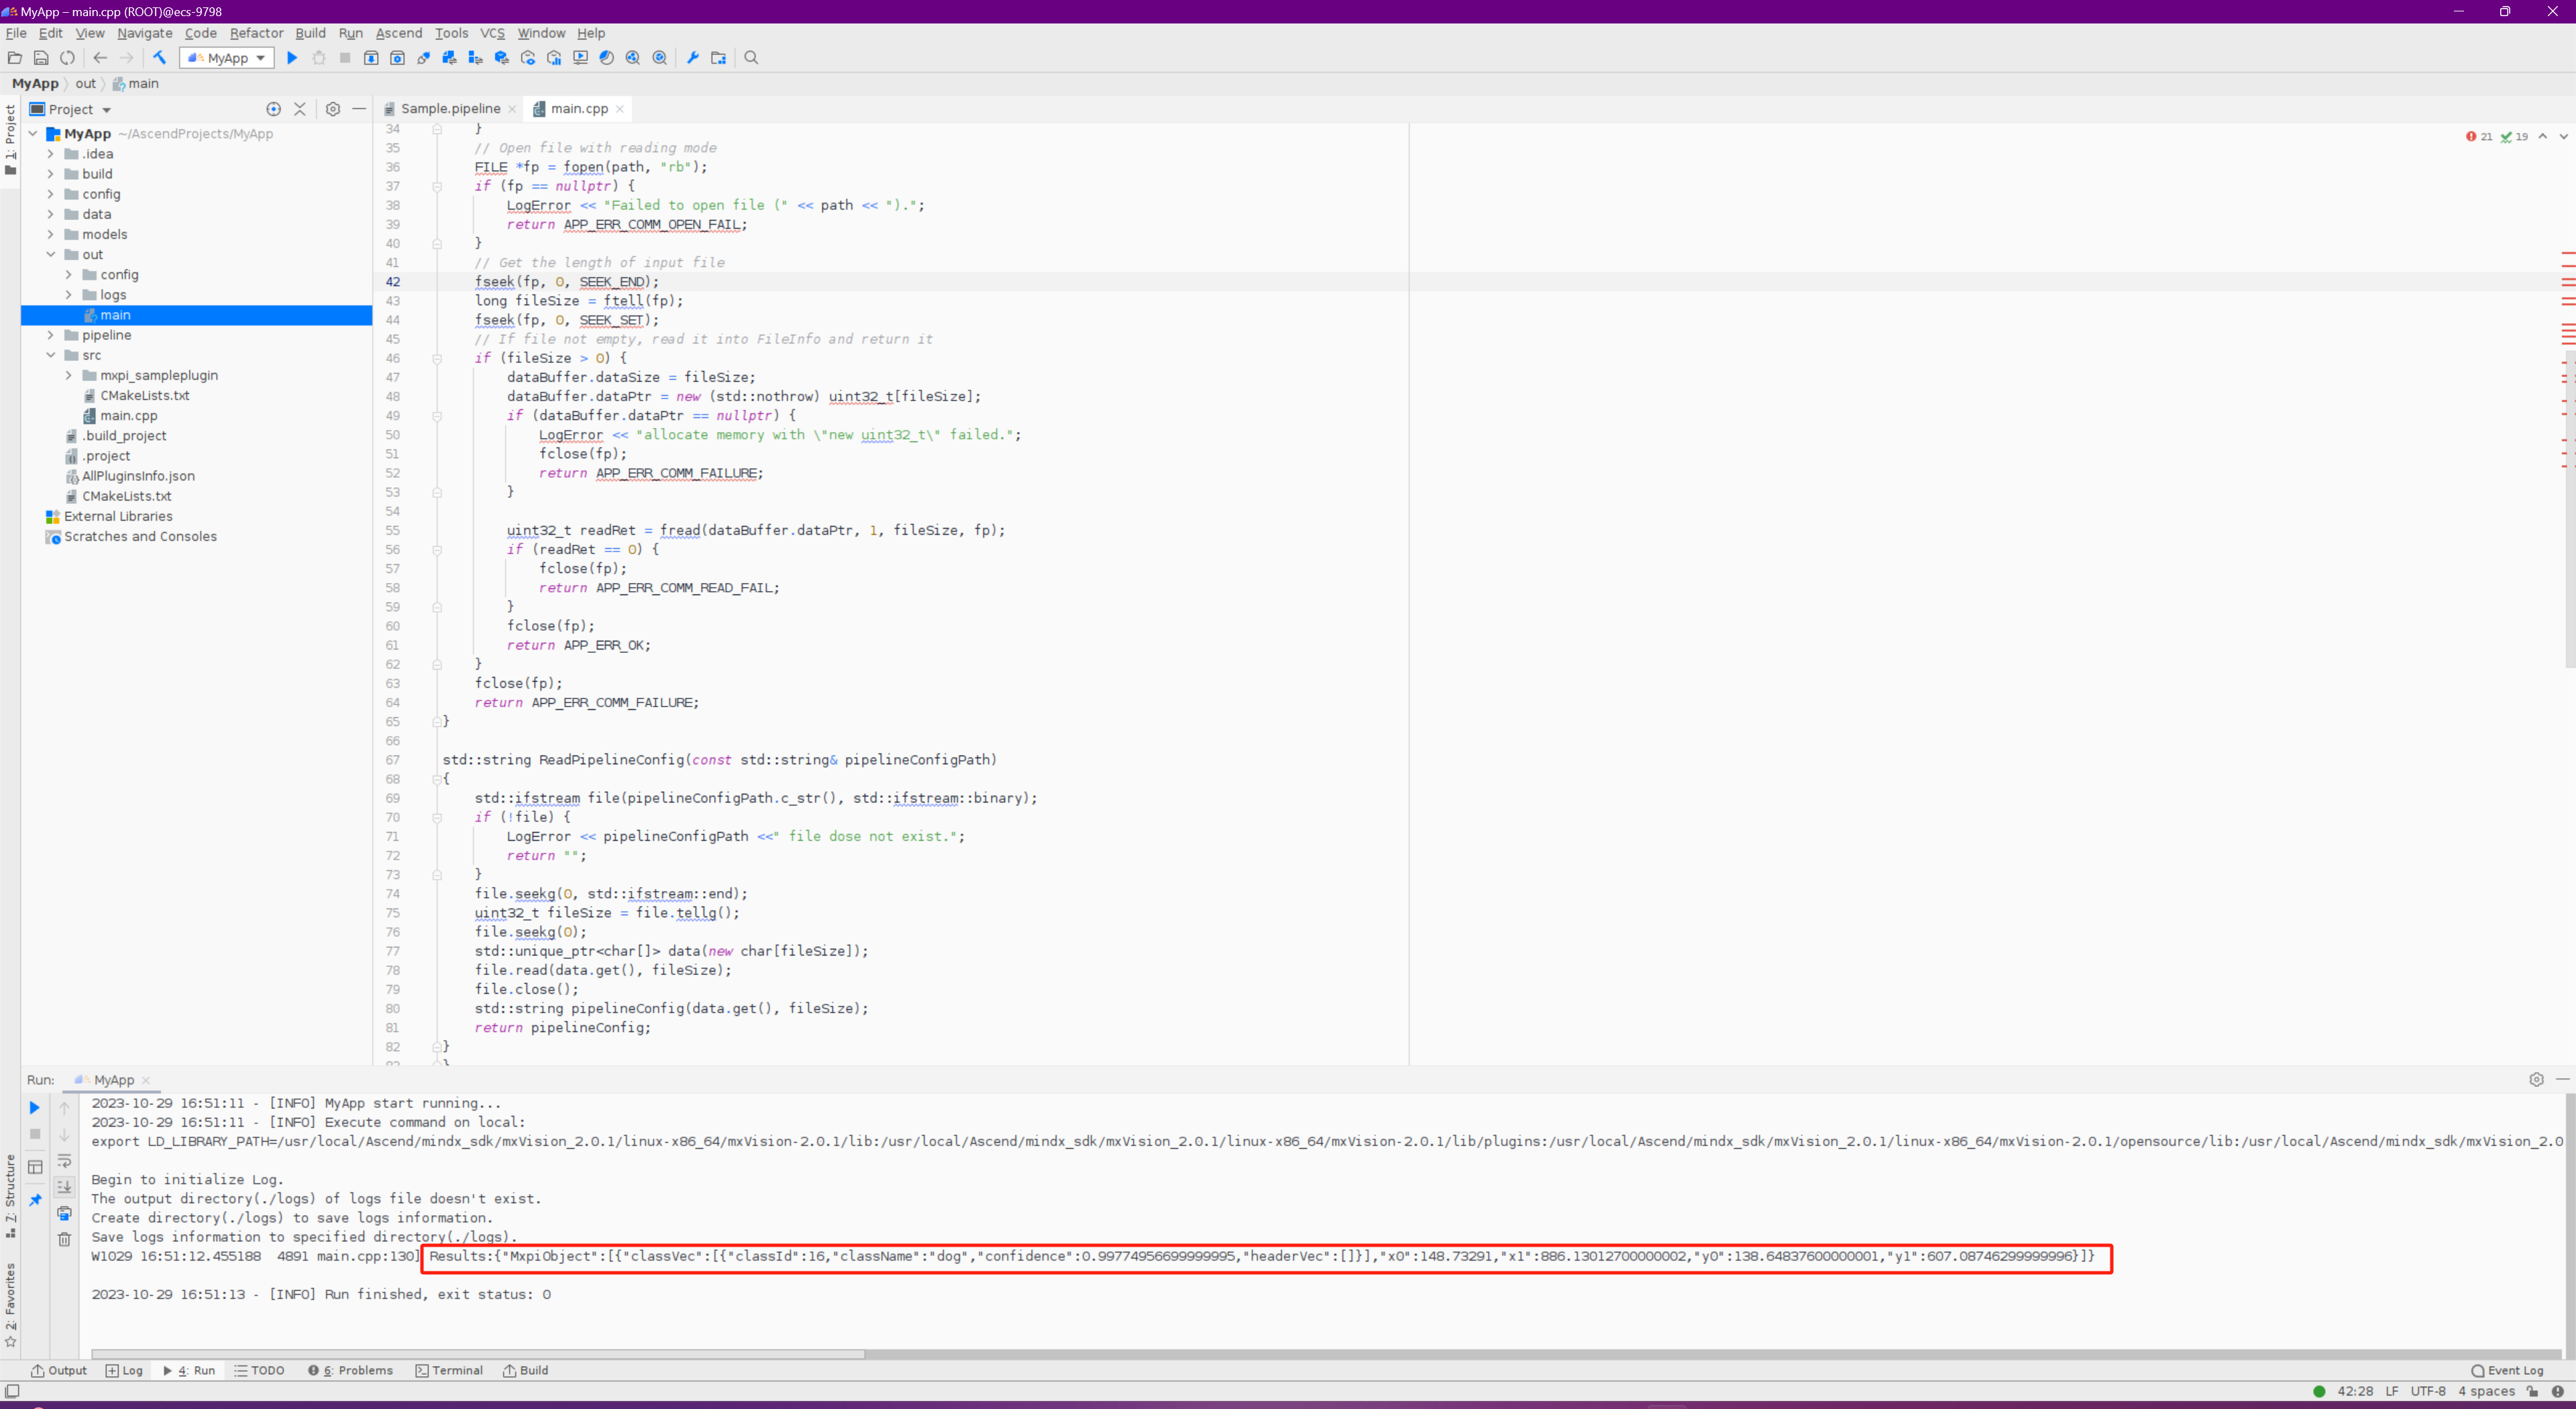 MyApp – main.cpp (ROOT)@ecs-9798
File Edit View Navigate Code Refactor Build Run Ascend Tools VCS Window Help
MyApp
MyApp out main
1: Project
Project
MyApp ~/AscendProjects/MyApp
.idea
build
config
data
models
out
config
logs
main
pipeline
src
mxpi_sampleplugin
CMakeLists.txt
main.cpp
.build_project
.project
AllPluginsInfo.json
CMakeLists.txt
External Libraries
Scratches and Consoles
Sample.pipeline main.cpp
21 19
34 }
35 // Open file with reading mode
36 FILE *fp = fopen(path, "rb");
37 if (fp == nullptr) {
38 LogError << "Failed to open file (" << path << ").";
39 return APP_ERR_COMM_OPEN_FAIL;
40 }
41 // Get the length of input file
42 fseek(fp, 0, SEEK_END);
43 long fileSize = ftell(fp);
44 fseek(fp, 0, SEEK_SET);
45 // If file not empty, read it into FileInfo and return it
46 if (fileSize > 0) {
47 dataBuffer.dataSize = fileSize;
48 dataBuffer.dataPtr = new (std::nothrow) uint32_t[fileSize];
49 if (dataBuffer.dataPtr == nullptr) {
50 LogError << "allocate memory with \"new uint32_t\" failed.";
51 fclose(fp);
52 return APP_ERR_COMM_FAILURE;
53 }
54
55 uint32_t readRet = fread(dataBuffer.dataPtr, 1, fileSize, fp);
56 if (readRet == 0) {
57 fclose(fp);
58 return APP_ERR_COMM_READ_FAIL;
59 }
60 fclose(fp);
61 return APP_ERR_OK;
62 }
63 fclose(fp);
64 return APP_ERR_COMM_FAILURE;
65 }
66
67 std::string ReadPipelineConfig(const std::string& pipelineConfigPath)
68 {
69 std::ifstream file(pipelineConfigPath.c_str(), std::ifstream::binary);
70 if (!file) {
71 LogError << pipelineConfigPath <<" file dose not exist.";
72 return "";
73 }
74 file.seekg(0, std::ifstream::end);
75 uint32_t fileSize = file.tellg();
76 file.seekg(0);
77 std::unique_ptr<char[]> data(new char[fileSize]);
78 file.read(data.get(), fileSize);
79 file.close();
80 std::string pipelineConfig(data.get(), fileSize);
81 return pipelineConfig;
82 }
Run: MyApp
2023-10-29 16:51:11 - [INFO] MyApp start running...
2023-10-29 16:51:11 - [INFO] Execute command on local:
export LD_LIBRARY_PATH=/usr/local/Ascend/mindx_sdk/mxVision_2.0.1/linux-x86_64/mxVision-2.0.1/lib:/usr/local/Ascend/mindx_sdk/mxVision_2.0.1/linux-x86_64/mxVision-2.0.1/lib/plugins:/usr/local/Ascend/mindx_sdk/mxVision_2.0.1/linux-x86_64/mxVision-2.0.1/opensource/lib:/usr/local/Ascend/mindx_sdk/mxVision_2.0
Begin to initialize Log.
The output directory(./logs) of logs file doesn't exist.
Create directory(./logs) to save logs information.
Save logs information to specified directory(./logs).
W1029 16:51:12.455188 4891 main.cpp:130] Results:{"MxpiObject":[{"classVec":[{"classId":16,"className":"dog","confidence":0.99774956699999995,"headerVec":[]}],"x0":148.73291,"x1":886.13012700000002,"y0":138.64837600000001,"y1":607.08746299999996}]}
2023-10-29 16:51:13 - [INFO] Run finished, exit status: 0
Z: Structure
2: Favorites
Output Log 4: Run TODO 6: Problems Terminal Build Event Log
42:28 LF UTF-8 4 spaces